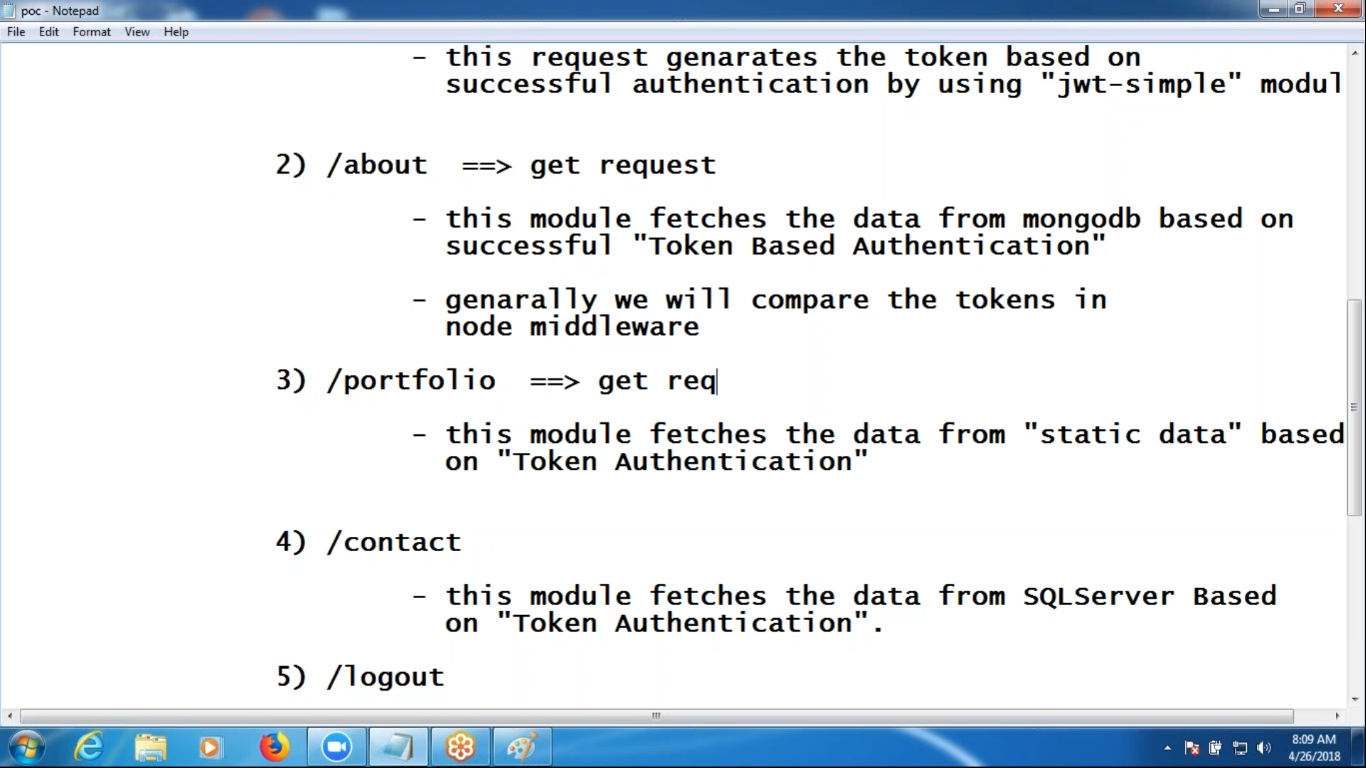 poc - Notepad
File Edit Format View Help
- this request genarates the token based on
successful authentication by using "jwt-simple" modul
2) /about ==> get request
- this module fetches the data from mongodb based on
successful "Token Based Authentication"
- genarally we will compare the tokens in
node middleware
3) /portfolio ==> get req
- this module fetches the data from "static data" based
on "Token Authentication"
4) /contact
- this module fetches the data from SQLServer Based
on "Token Authentication".
5) /logout
8:09 AM
4/26/2018